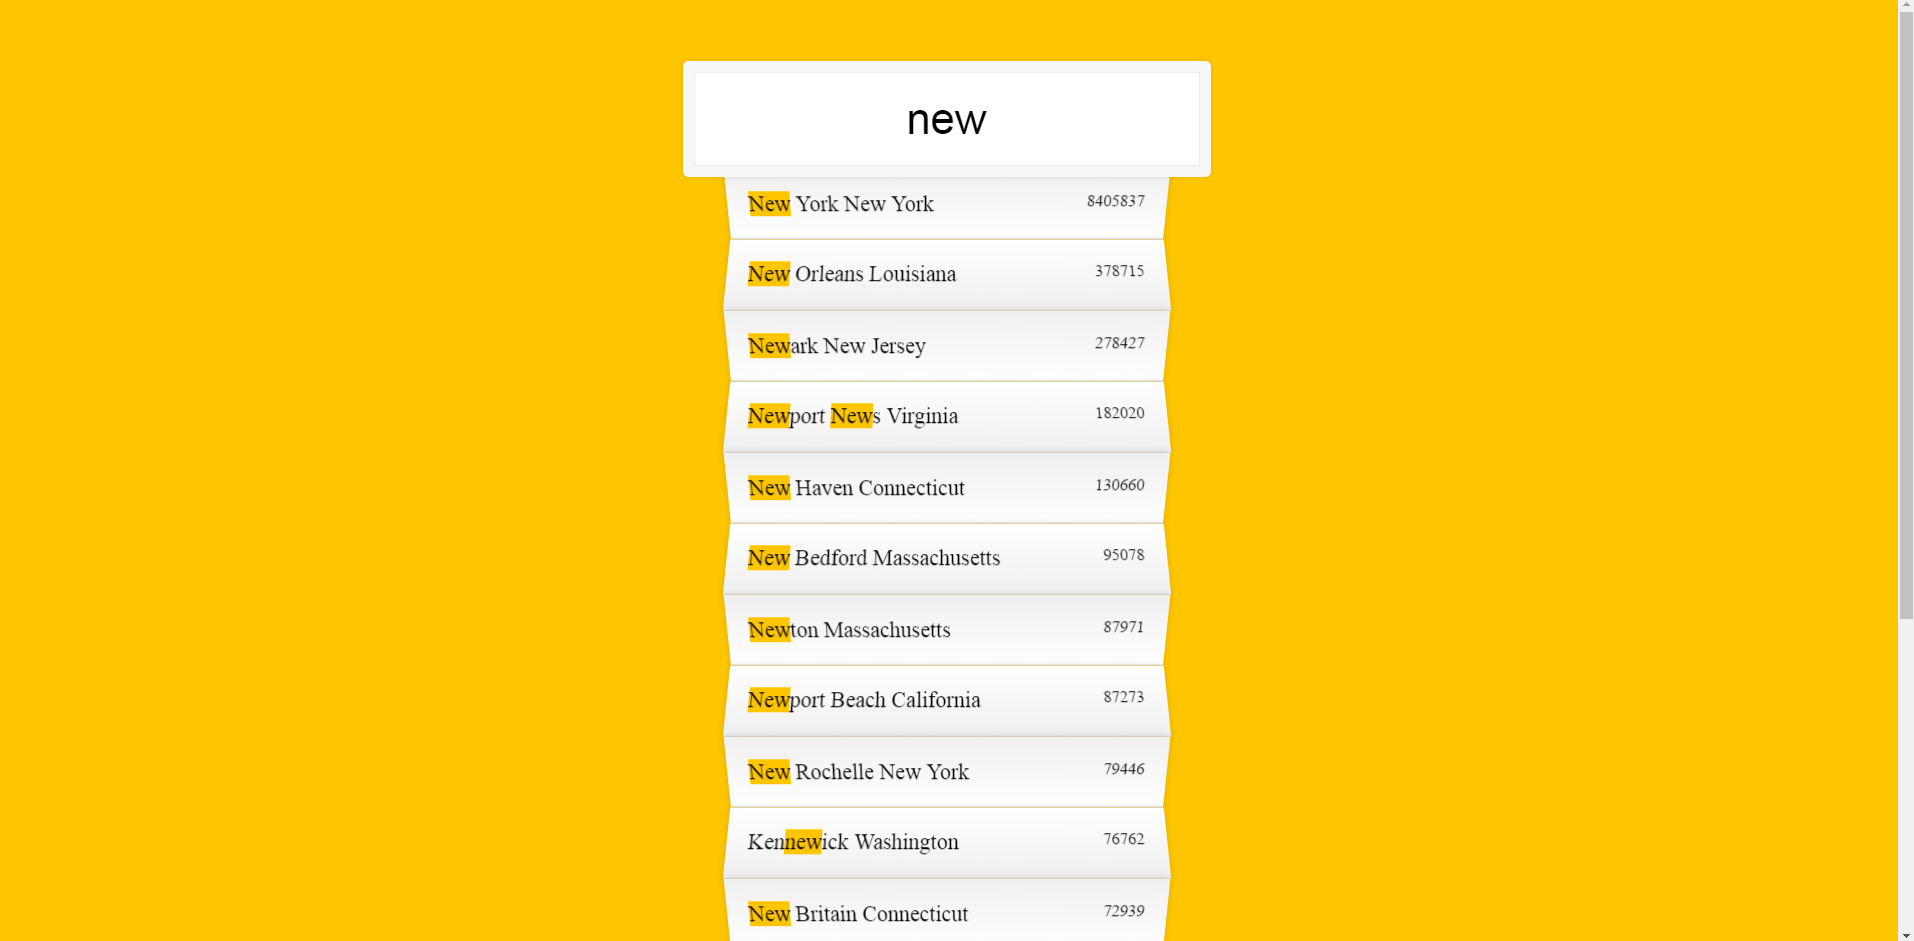 new
New York New York 8405837
New Orleans Louisiana 378715
Newark New Jersey 278427
Newport News Virginia 182020
New Haven Connecticut 130660
New Bedford Massachusetts 95078
Newton Massachusetts 87971
Newport Beach California 87273
New Rochelle New York 79446
Kennewick Washington 76762
New Britain Connecticut 72939